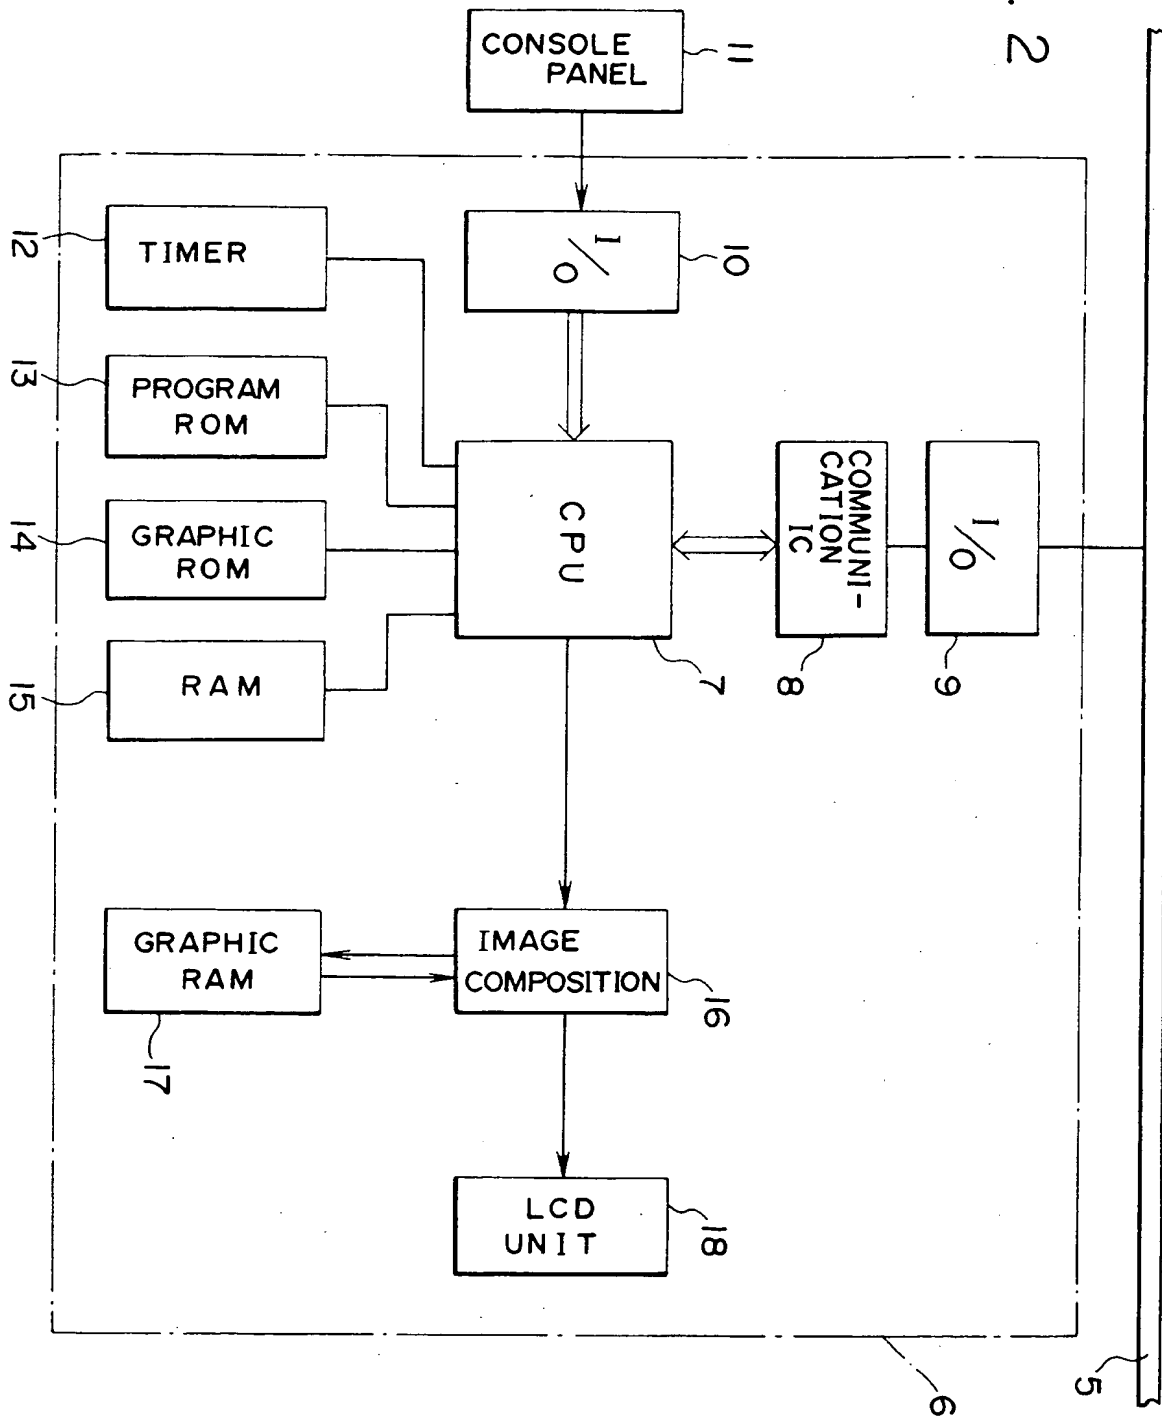 . 2
CONSOLE
PANEL
11
TIMER
12
I/O
10
PROGRAM
ROM
13
GRAPHIC
ROM
14
CPU
7
COMMUNI-
CATION
IC
8
I/O
9
RAM
15
GRAPHIC
RAM
17
IMAGE
COMPOSITION
16
LCD
UNIT
18
5
6